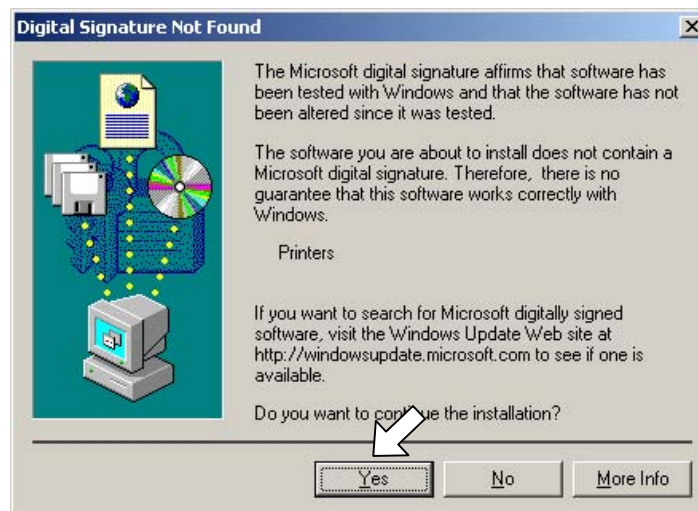 Digital Signature Not Found
The Microsoft digital signature affirms that software has
been tested with Windows and that the software has not
been altered since it was tested.
The software you are about to install does not contain a
Microsoft digital signature. Therefore, there is no
guarantee that this software works correctly with
Windows.
Printers
If you want to search for Microsoft digitally signed
software, visit the Windows Update Web site at
http://windowsupdate.microsoft.com to see if one is
available.
Do you want to continue the installation?
Yes
No
More Info